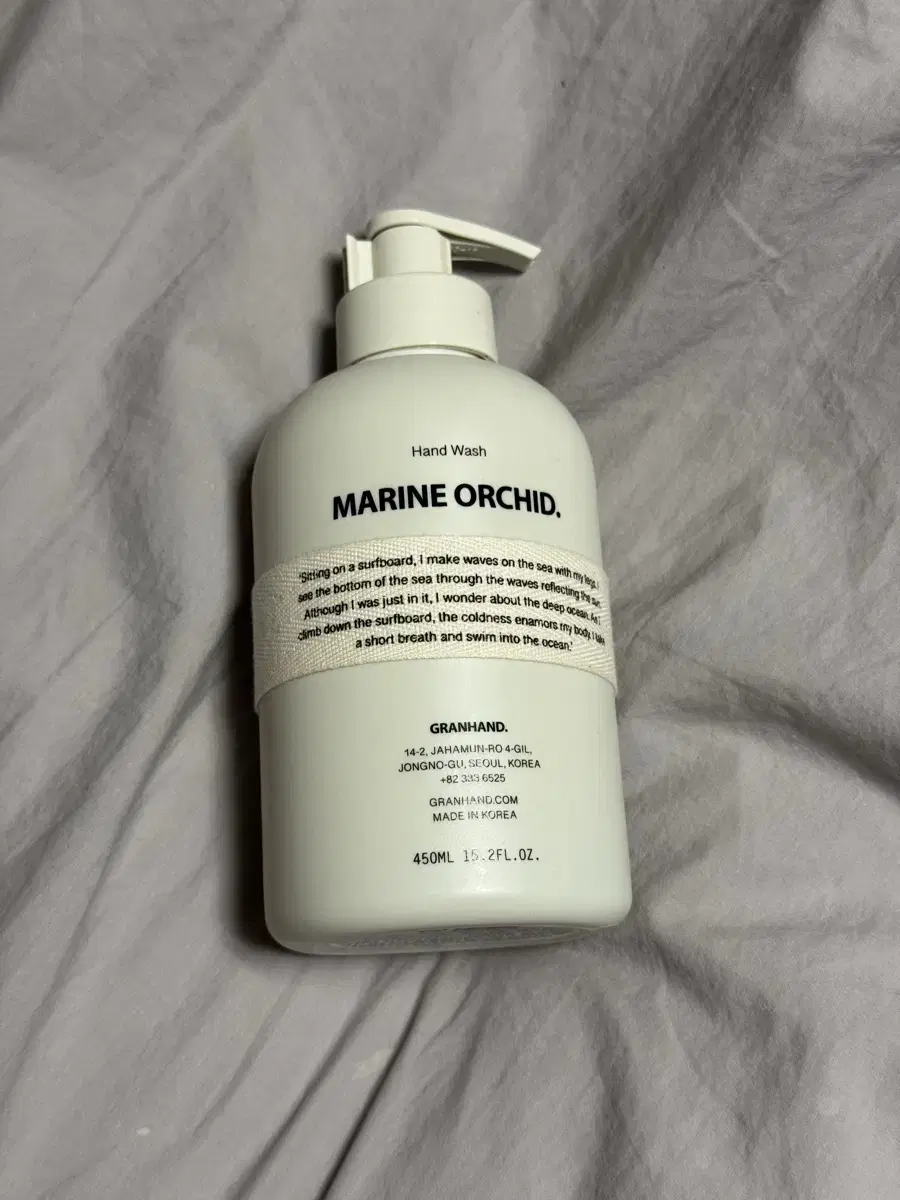 Hand Wash
MARINE ORCHID.
'Sitting on a surfboard, I make waves on the sea with my legs. I
see the bottom of the sea through the waves reflecting the sun.
Although I was just in it, I wonder about the deep ocean. As I
climb down the surfboard, the coldness enamors my body. I take
a short breath and swim into the ocean.'
GRANHAND.
14-2, JAHAMUN-RO 4-GIL,
JONGNO-GU, SEOUL, KOREA
+82 333 6525
GRANHAND.COM
MADE IN KOREA
450ML 15.2FL.OZ.